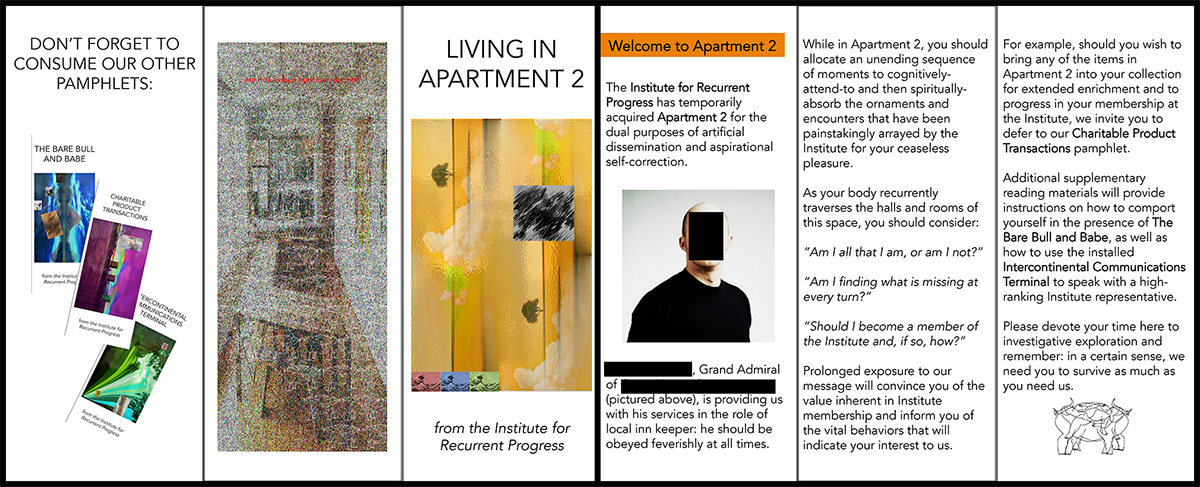 DON'T FORGET TO
CONSUME OUR OTHER
PAMPHLETS:
THE BARE BULL
AND BABE
from the Institute
for Recurrent Progress
CHARITABLE
PRODUCT
TRANSACTIONS
from the Institute for
Recurrent Progress
TERMINAL
from the Institute for
Recurrent Progress
LIVING IN
APARTMENT 2
from the Institute for
Recurrent Progress
Welcome to Apartment 2
The Institute for Recurrent
Progress has temporarily
acquired Apartment 2 for the
dual purposes of artificial
dissemination and aspirational
self-correction.
, Grand Admiral
of
(pictured above), is providing us
with his services in the role of
local inn keeper: he should be
obeyed feverishly at all times.
While in Apartment 2, you should
allocate an unending sequence
of moments to cognitively-
attend-to and then spiritually-
absorb the ornaments and
encounters that have been
painstakingly arrayed by the
Institute for your ceaseless
pleasure.
As your body recurrently
traverses the halls and rooms of
this space, you should consider:
"Am I all that I am, or am I not?"
"Am I finding what is missing at
every turn?"
"Should I become a member of
the Institute and, if so, how?"
Prolonged exposure to our
message will convince you of the
value inherent in Institute
membership and inform you of
the vital behaviors that will
indicate your interest to us.
For example, should you wish to
bring any of the items in
Apartment 2 into your collection
for extended enrichment and to
progress in your membership at
the Institute, we invite you to
defer to our Charitable Product
Transactions pamphlet.
Additional supplementary
reading materials will provide
instructions on how to comport
yourself in the presence of The
Bare Bull and Babe, as well as
how to use the installed
Intercontinental Communications
Terminal to speak with a high-
ranking Institute representative.
Please devote your time here to
investigative exploration and
remember: in a certain sense, we
need you to survive as much as
you need us.